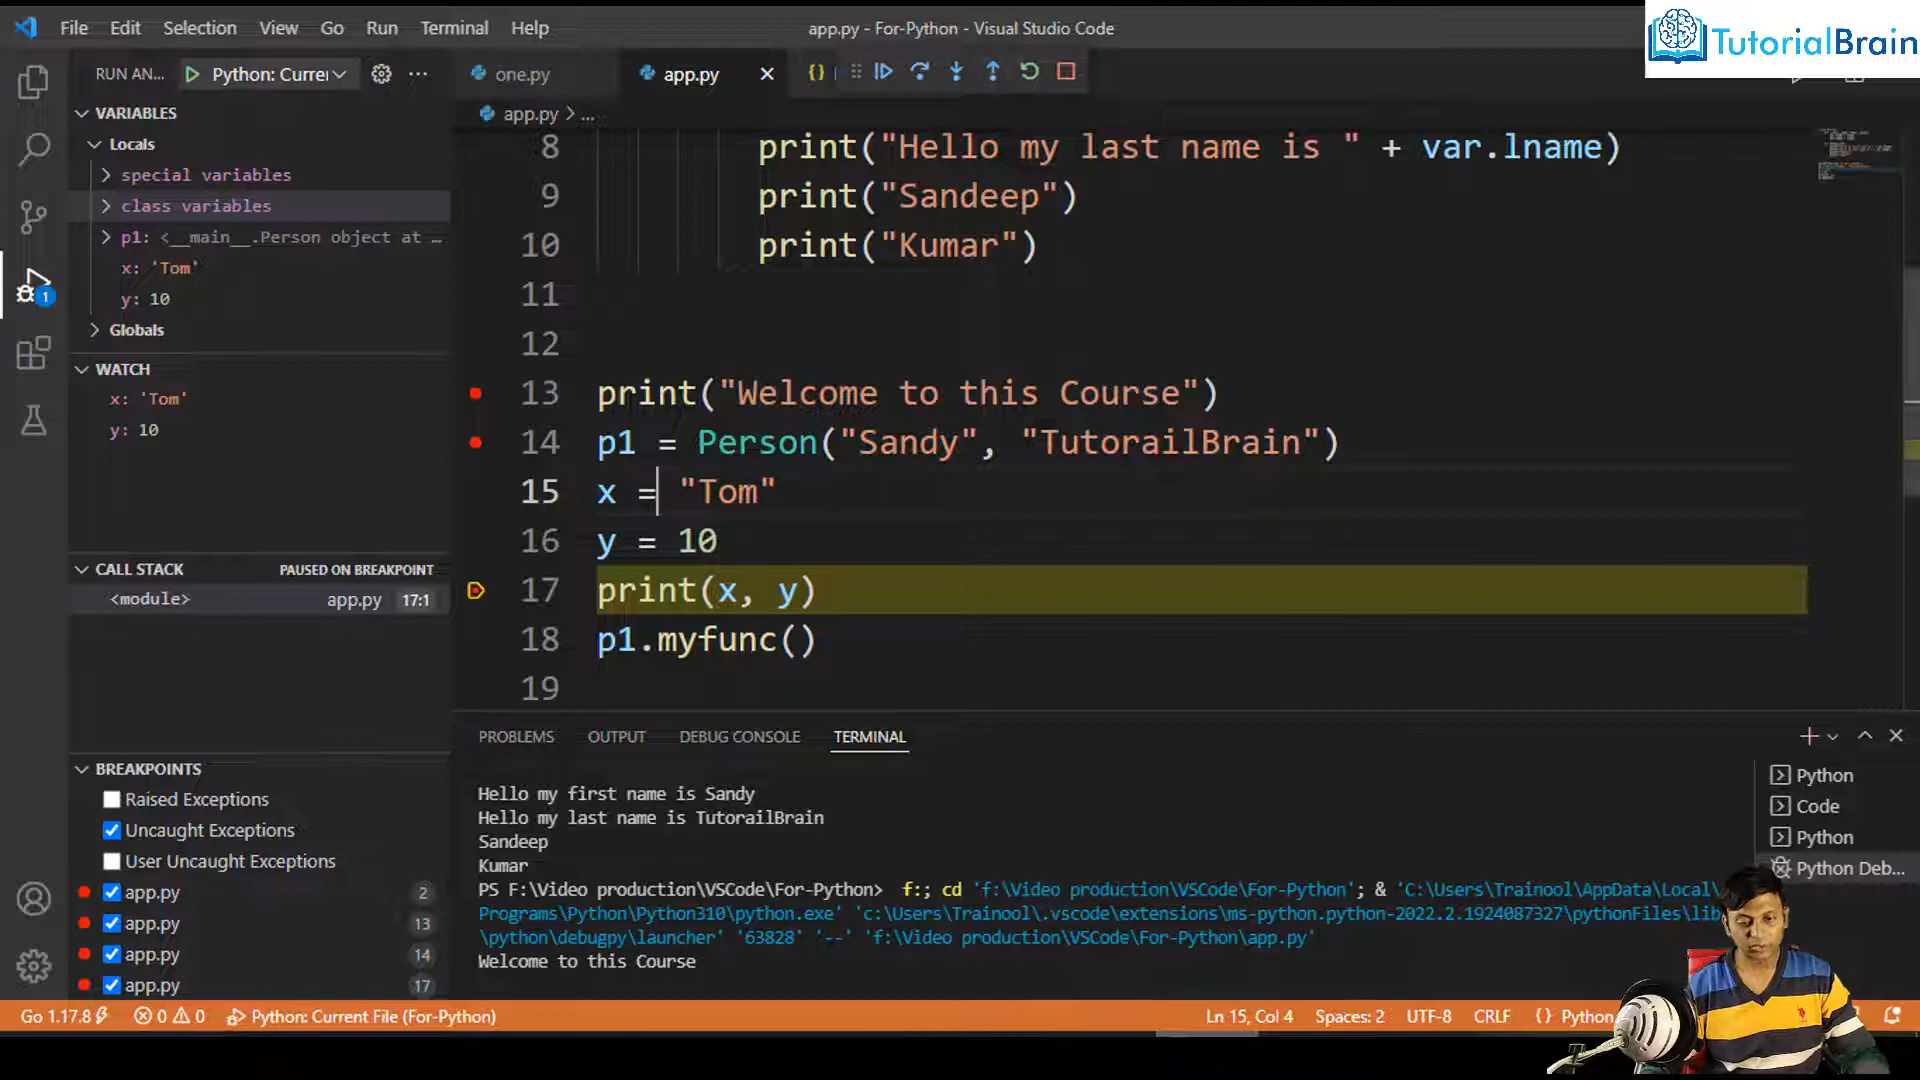 File Edit Selection View Go Run Terminal Help
app.py - For-Python - Visual Studio Code
TutorialBrain
RUN AN... Python: Currer ...
one.py app.py
app.py > ...
VARIABLES
Locals
special variables
class variables
p1: <__main__.Person object at ...
x: 'Tom'
y: 10
Globals
WATCH
x: 'Tom'
y: 10
CALL STACK PAUSED ON BREAKPOINT
<module> app.py 17:1
BREAKPOINTS
Raised Exceptions
Uncaught Exceptions
User Uncaught Exceptions
app.py 2
app.py 13
app.py 14
app.py 17
8 print("Hello my last name is " + var.lname)
9 print("Sandeep")
10 print("Kumar")
11
12
13 print("Welcome to this Course")
14 p1 = Person("Sandy", "TutorailBrain")
15 x = "Tom"
16 y = 10
17 print(x, y)
18 p1.myfunc()
19
PROBLEMS OUTPUT DEBUG CONSOLE TERMINAL
Hello my first name is Sandy
Hello my last name is TutorailBrain
Sandeep
Kumar
PS F:\Video production\VSCode\For-Python> f:; cd 'f:\Video production\VSCode\For-Python'; & 'C:\Users\Trainool\AppData\Local\
Programs\Python\Python310\python.exe' 'c:\Users\Trainool\.vscode\extensions\ms-python.python-2022.2.1924087327\pythonFiles\lib
\python\debugpy\launcher' '63828' '--' 'f:\Video production\VSCode\For-Python\app.py'
Welcome to this Course
Python
Code
Python
Python Deb...
Go 1.17.8 0 0 Python: Current File (For-Python)
Ln 15, Col 4 Spaces: 2 UTF-8 CRLF Python